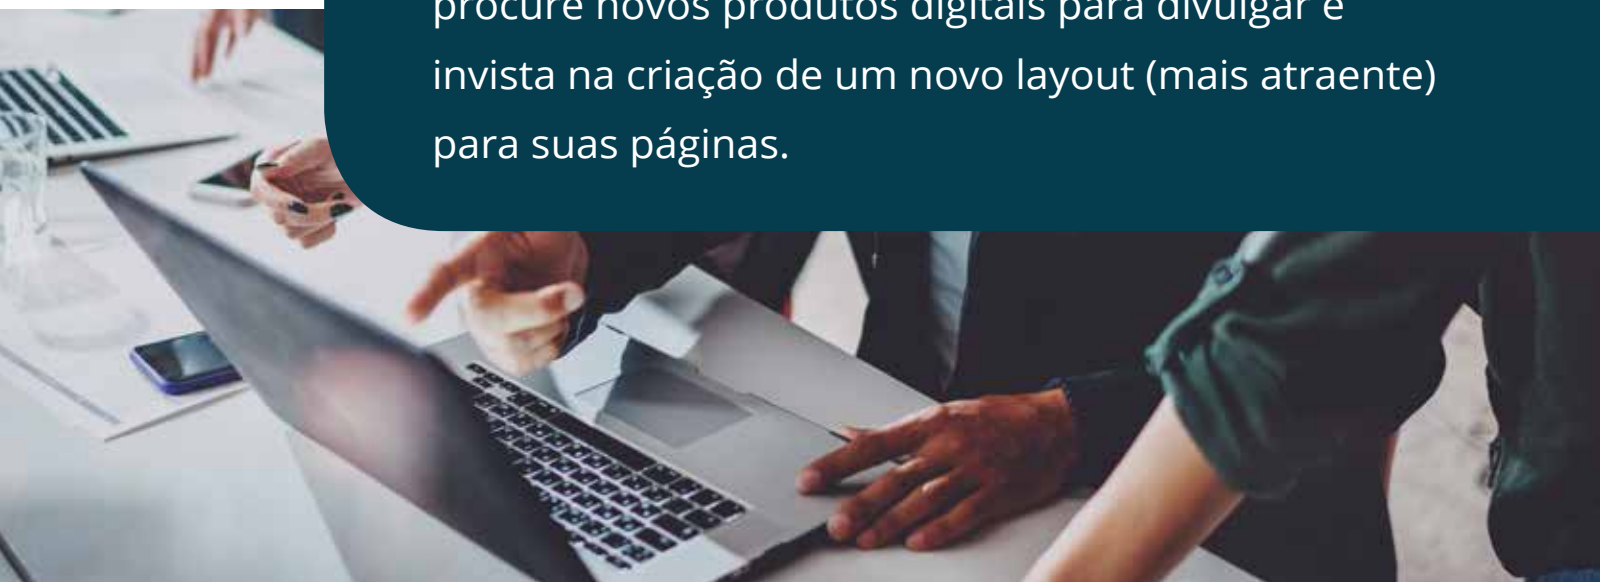 procure novos produtos digitais para divulgar e
invista na criação de um novo layout (mais atraente)
para suas páginas.